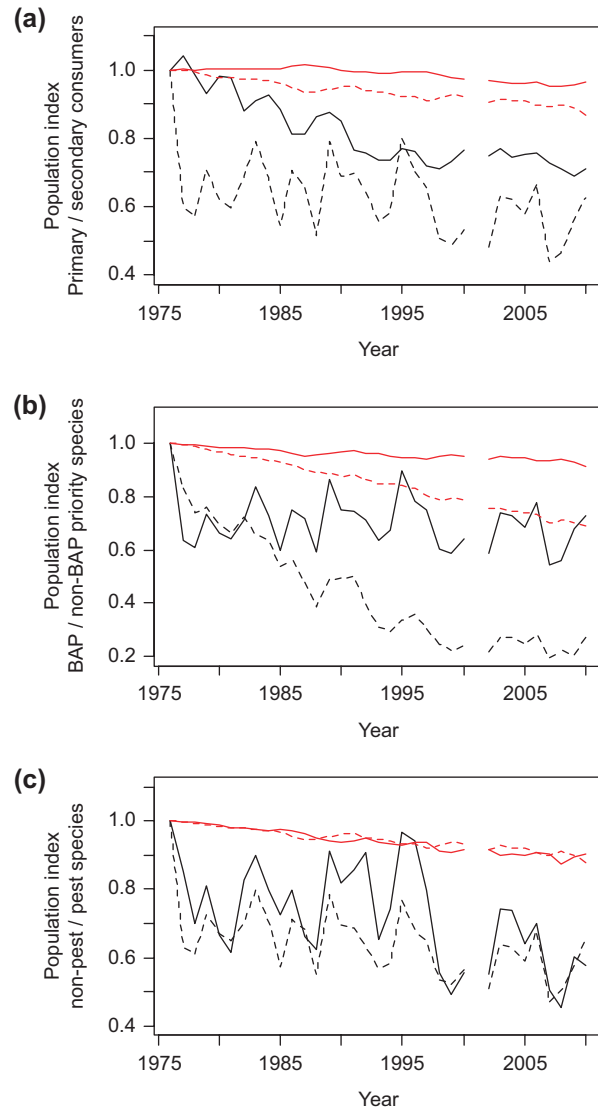 (a)
Population index
Primary / secondary consumers
1.0
0.8
0.6
0.4
1975
1985
1995
2005
Year
(b)
Population index
BAP / non-BAP priority species
1.0
0.8
0.6
0.4
0.2
1975
1985
1995
2005
Year
(c)
Population index
non-pest / pest species
1.0
0.8
0.6
0.4
1975
1985
1995
2005
Year